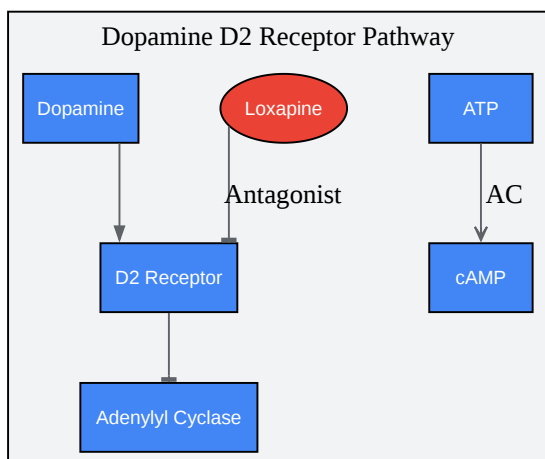 Dopamine D2 Receptor Pathway
Dopamine
Loxapine
ATP
Antagonist
AC
D2 Receptor
cAMP
Adenylyl Cyclase